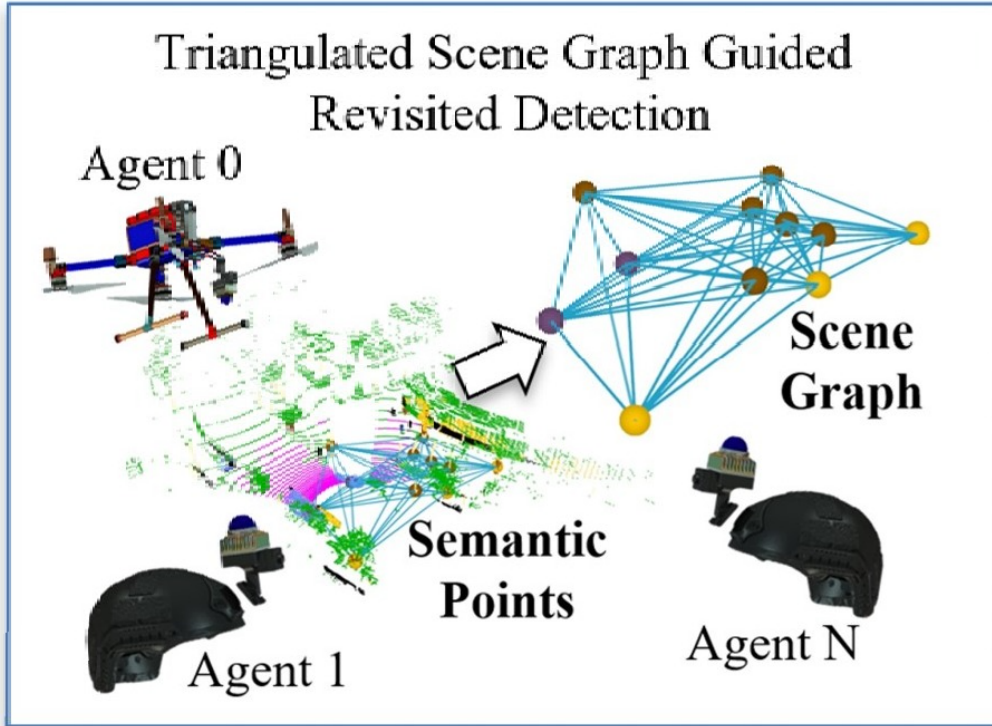 Triangulated Scene Graph Guided
Revisited Detection
Agent 0
Scene
Graph
Semantic
Points
Agent 1
Agent N